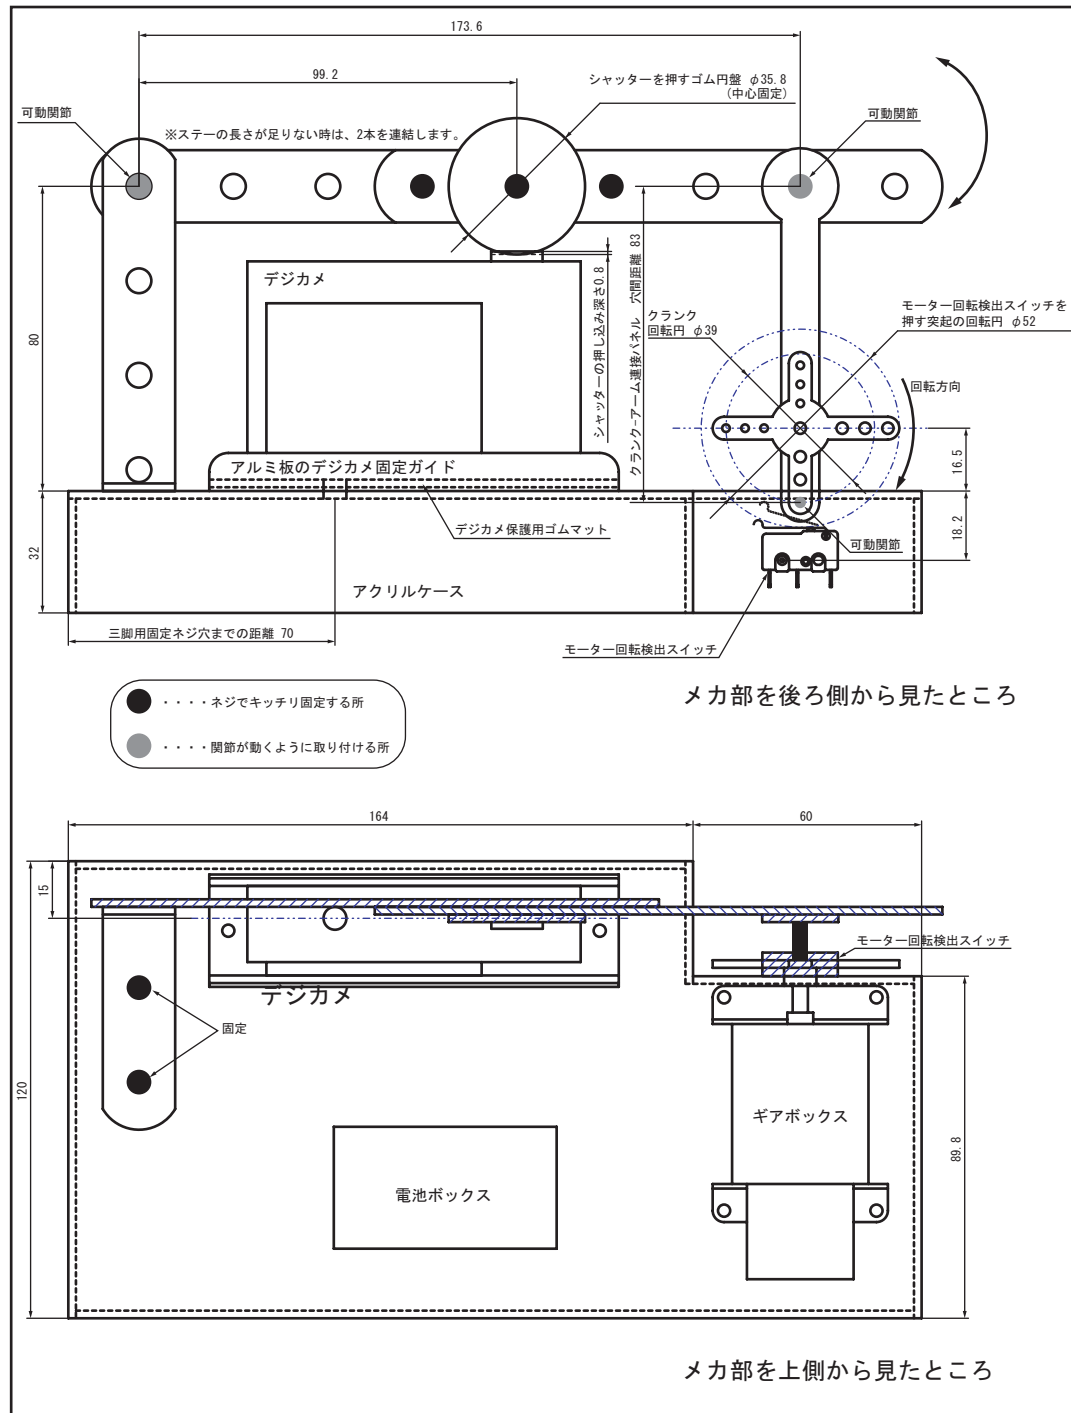 173.6
99.2
シャッターを押すゴム円盤 φ35.8
(中心固定)
可動関節
可動関節
※ステーの長さが足りない時は、2本を連結します。
デジカメ
シャッターの押し込み深さ0.8
クランク-アーム連接パネル 穴間距離 83
クランク
回転円 φ39
モーター回転検出スイッチを
押す突起の回転円 φ52
回転方向
80
アルミ板のデジカメ固定ガイド
16.5
デジカメ保護用ゴムマット
18.2
可動関節
32
アクリルケース
三脚用固定ネジ穴までの距離 70
モーター回転検出スイッチ
メカ部を後ろ側から見たところ
・・・・ネジでキッチリ固定する所
・・・・関節が動くように取り付ける所
164
60
15
モーター回転検出スイッチ
デジカメ
固定
120
ギアボックス
89.8
電池ボックス
メカ部を上側から見たところ